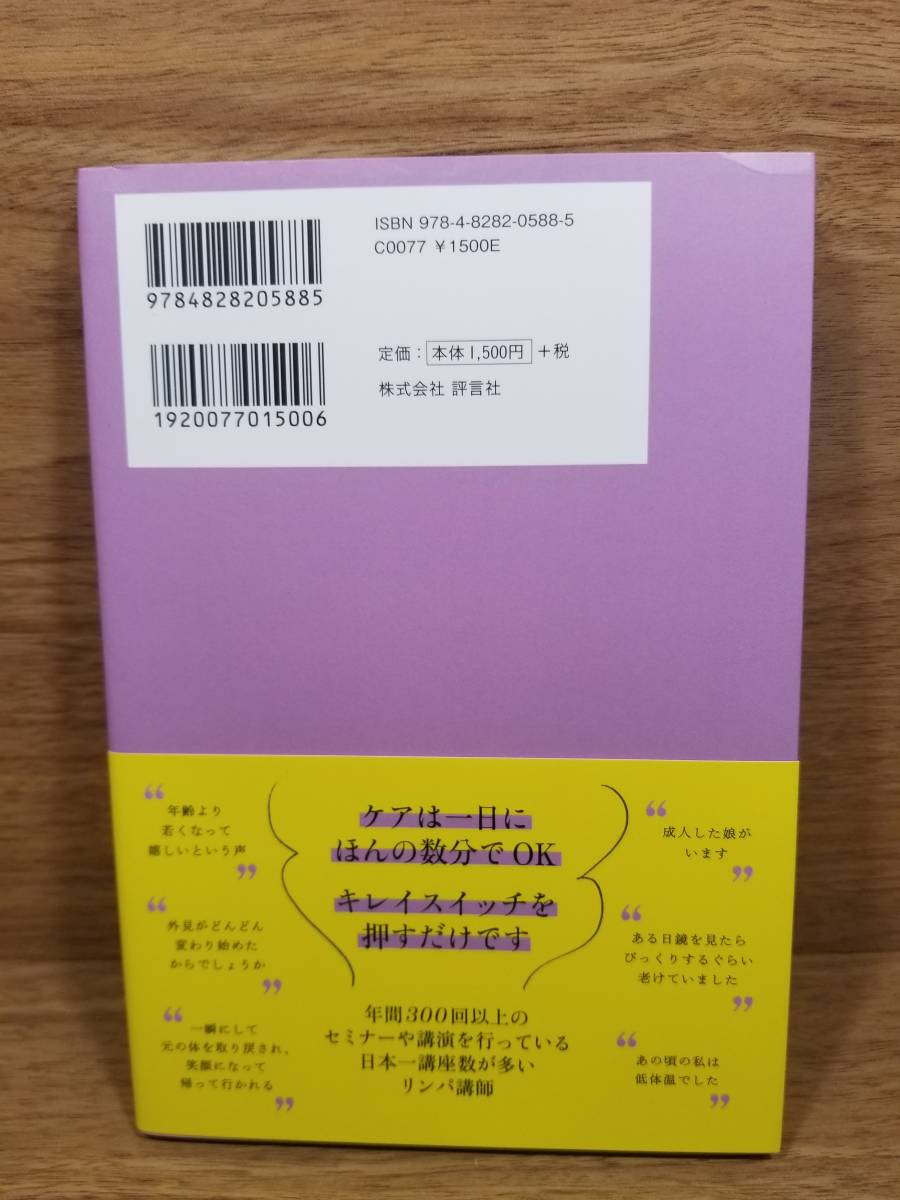 ISBN 978-4-8282-0588-5
C0077 ¥1500E
9784828205885
定価：本体1,500円＋税
株式会社 評言社
1920077015006
ケアは一日に
ほんの数分でOK
キレイスイッチを
押すだけです
“年齢より
若くなって
嬉しいという声”
“外見がどんどん
変わり始めた
からでしょうか”
“一瞬にして
元の体を取り戻され、
笑顔になって
帰って行かれる”
“成人した娘が
います”
“ある日鏡を見たら
びっくりするぐらい
老けていました”
“あの頃の私は
低体温でした”
年間300回以上の
セミナーや講演を行っている
日本一講座数が多い
リンパ講師